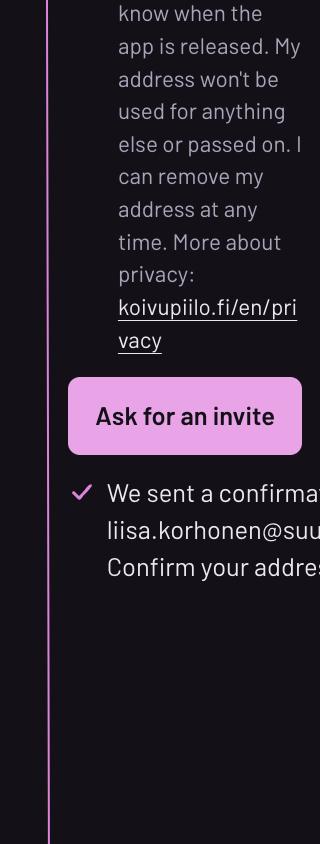 know when the
app is released. My
address won't be
used for anything
else or passed on. I
can remove my
address at any
time. More about
privacy:
koivupiilo.fi/en/pri
vacy
Ask for an invite
We sent a
liisa.korhonen@suu
Confirm your